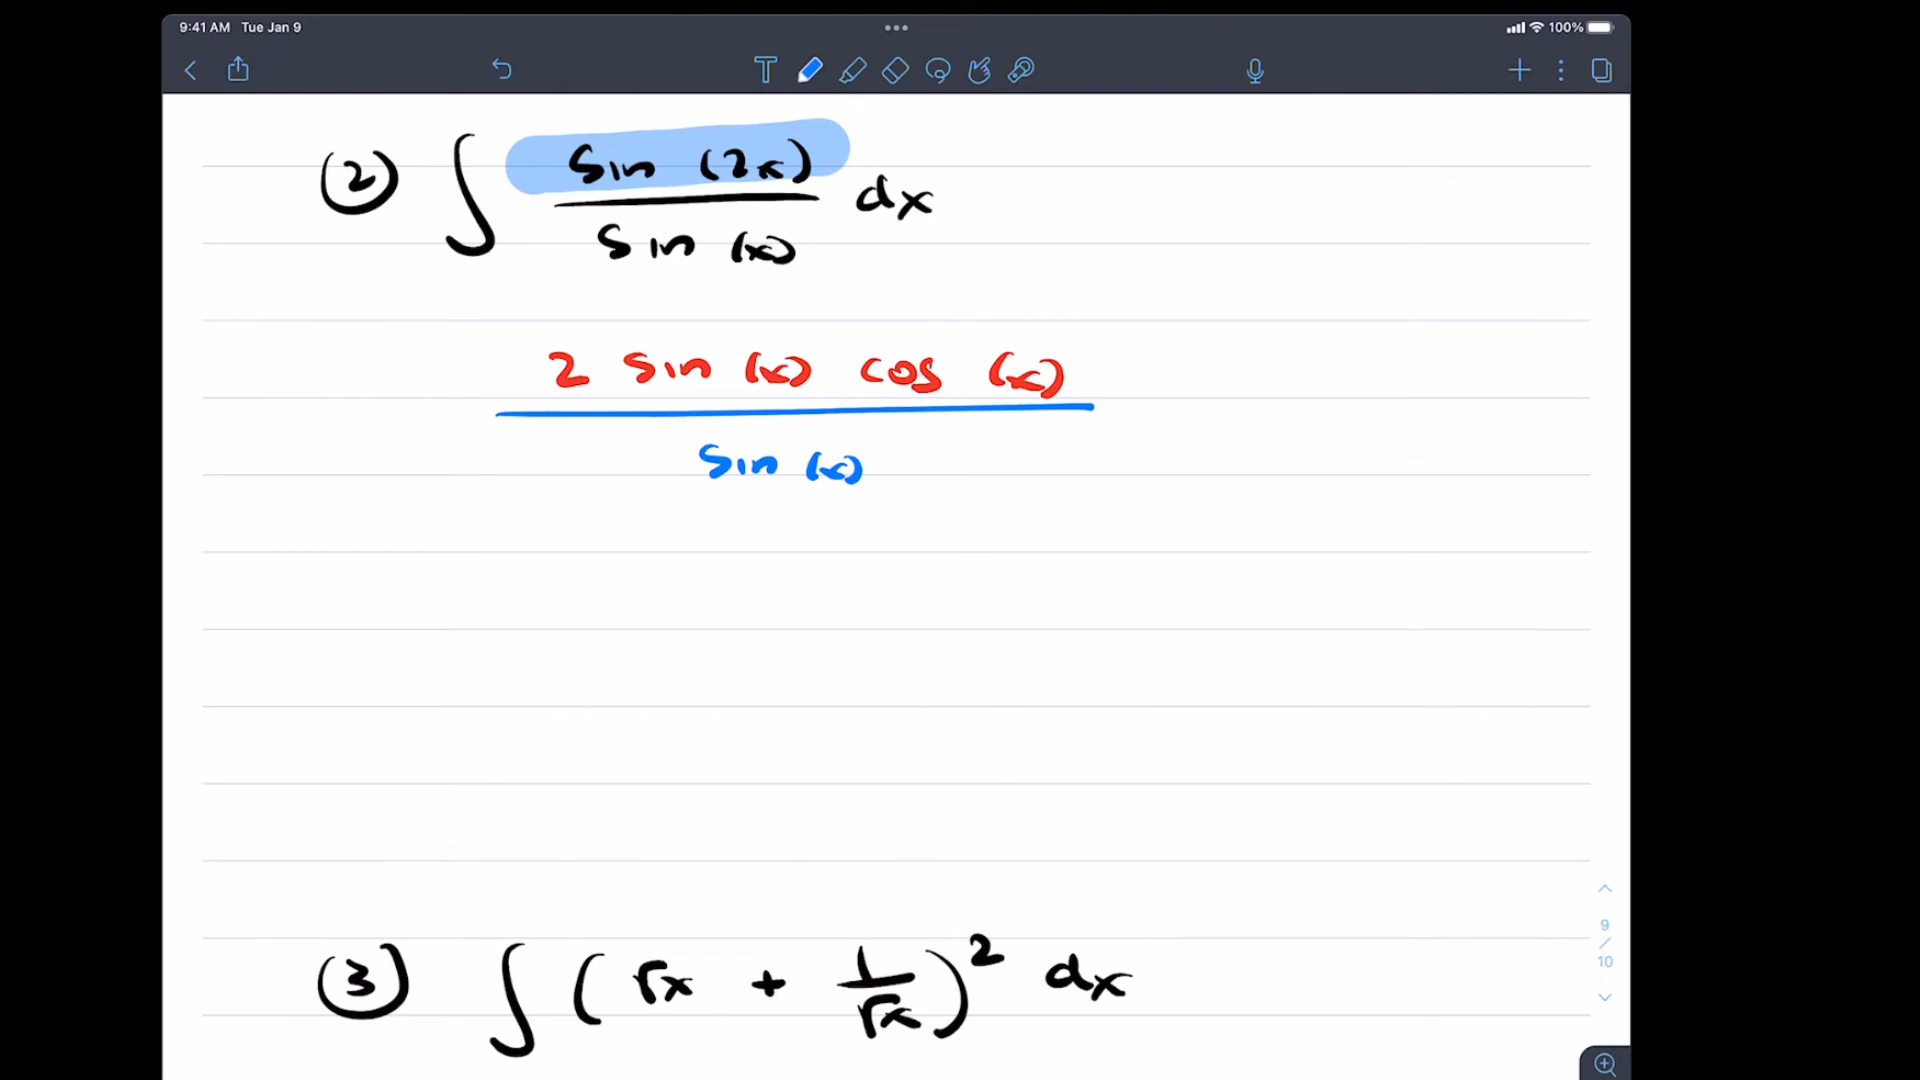 9:41 AM Tue Jan 9 100%
(2) ∫ sin (2x) / sin (x) dx
2 sin (x) cos (x)
sin (x)
9
/
10
(3) ∫ (√x + 1/√x)² dx